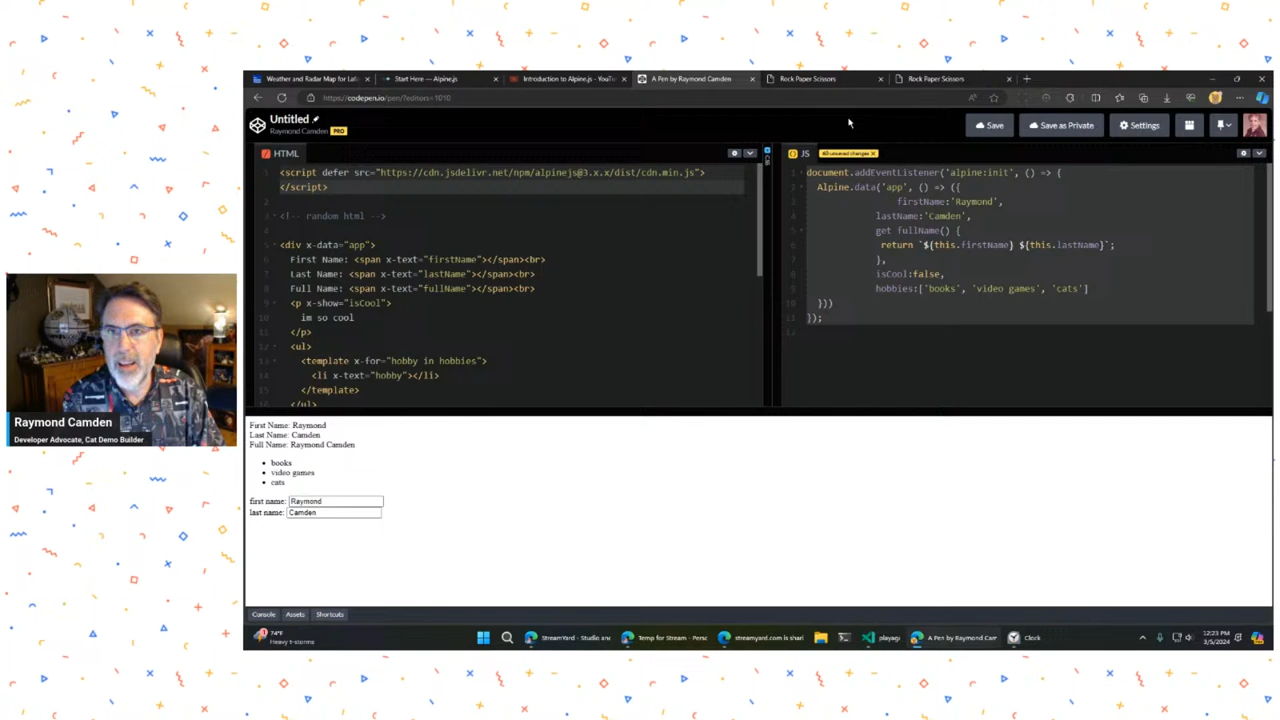 Weather and Radar Map for Laf
Start Here — Alpine.js
Introduction to Alpine.js - YouTu
A Pen by Raymond Camden
Rock Paper Scissors
Rock Paper Scissors
https://codepen.io/pen/?editors=1010
Untitled
Raymond Camden PRO
Save
Save as Private
Settings
HTML
1 <script defer src="https://cdn.jsdelivr.net/npm/alpinejs@3.x.x/dist/cdn.min.js">
</script>
2
3 <!-- random html -->
4
5 <div x-data="app">
6 First Name: <span x-text="firstName"></span><br>
7 Last Name: <span x-text="lastName"></span><br>
8 Full Name: <span x-text="fullName"></span><br>
9 <p x-show="isCool">
10 im so cool
11 </p>
12 <ul>
13 <template x-for="hobby in hobbies">
14 <li x-text="hobby"></li>
15 </template>
</ul>
JS
unsaved changes X
1 document.addEventListener('alpine:init', () => {
2 Alpine.data('app', () => ({
3 firstName:'Raymond',
4 lastName:'Camden',
5 get fullName() {
6 return `${this.firstName} ${this.lastName}`;
7 },
8 isCool:false,
9 hobbies:['books', 'video games', 'cats']
10 }))
11 });
12
Raymond Camden
Developer Advocate, Cat Demo Builder
First Name: Raymond
Last Name: Camden
Full Name: Raymond Camden
• books
• video games
• cats
first name: Raymond
last name: Camden
Console
Assets
Shortcuts
74°F
Heavy t-storms
StreamYard - Studio and
Temp for Stream - Perso
streamyard.com is shari
playag
A Pen by Raymond Cam
Clock
12:23 PM
3/5/2024